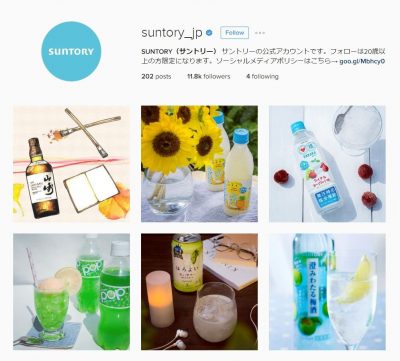 suntory_jp
Follow
SUNTORY
SUNTORY（サントリー） サントリーの公式アカウントです。フォローは20歳以
上の方限定になります。ソーシャルメディアポリシーはこちら→ goo.gl/Mbhcy0
202 posts 11.8k followers 4 following
山崎
POP
POP
ほろよい
澄みわたる梅酒